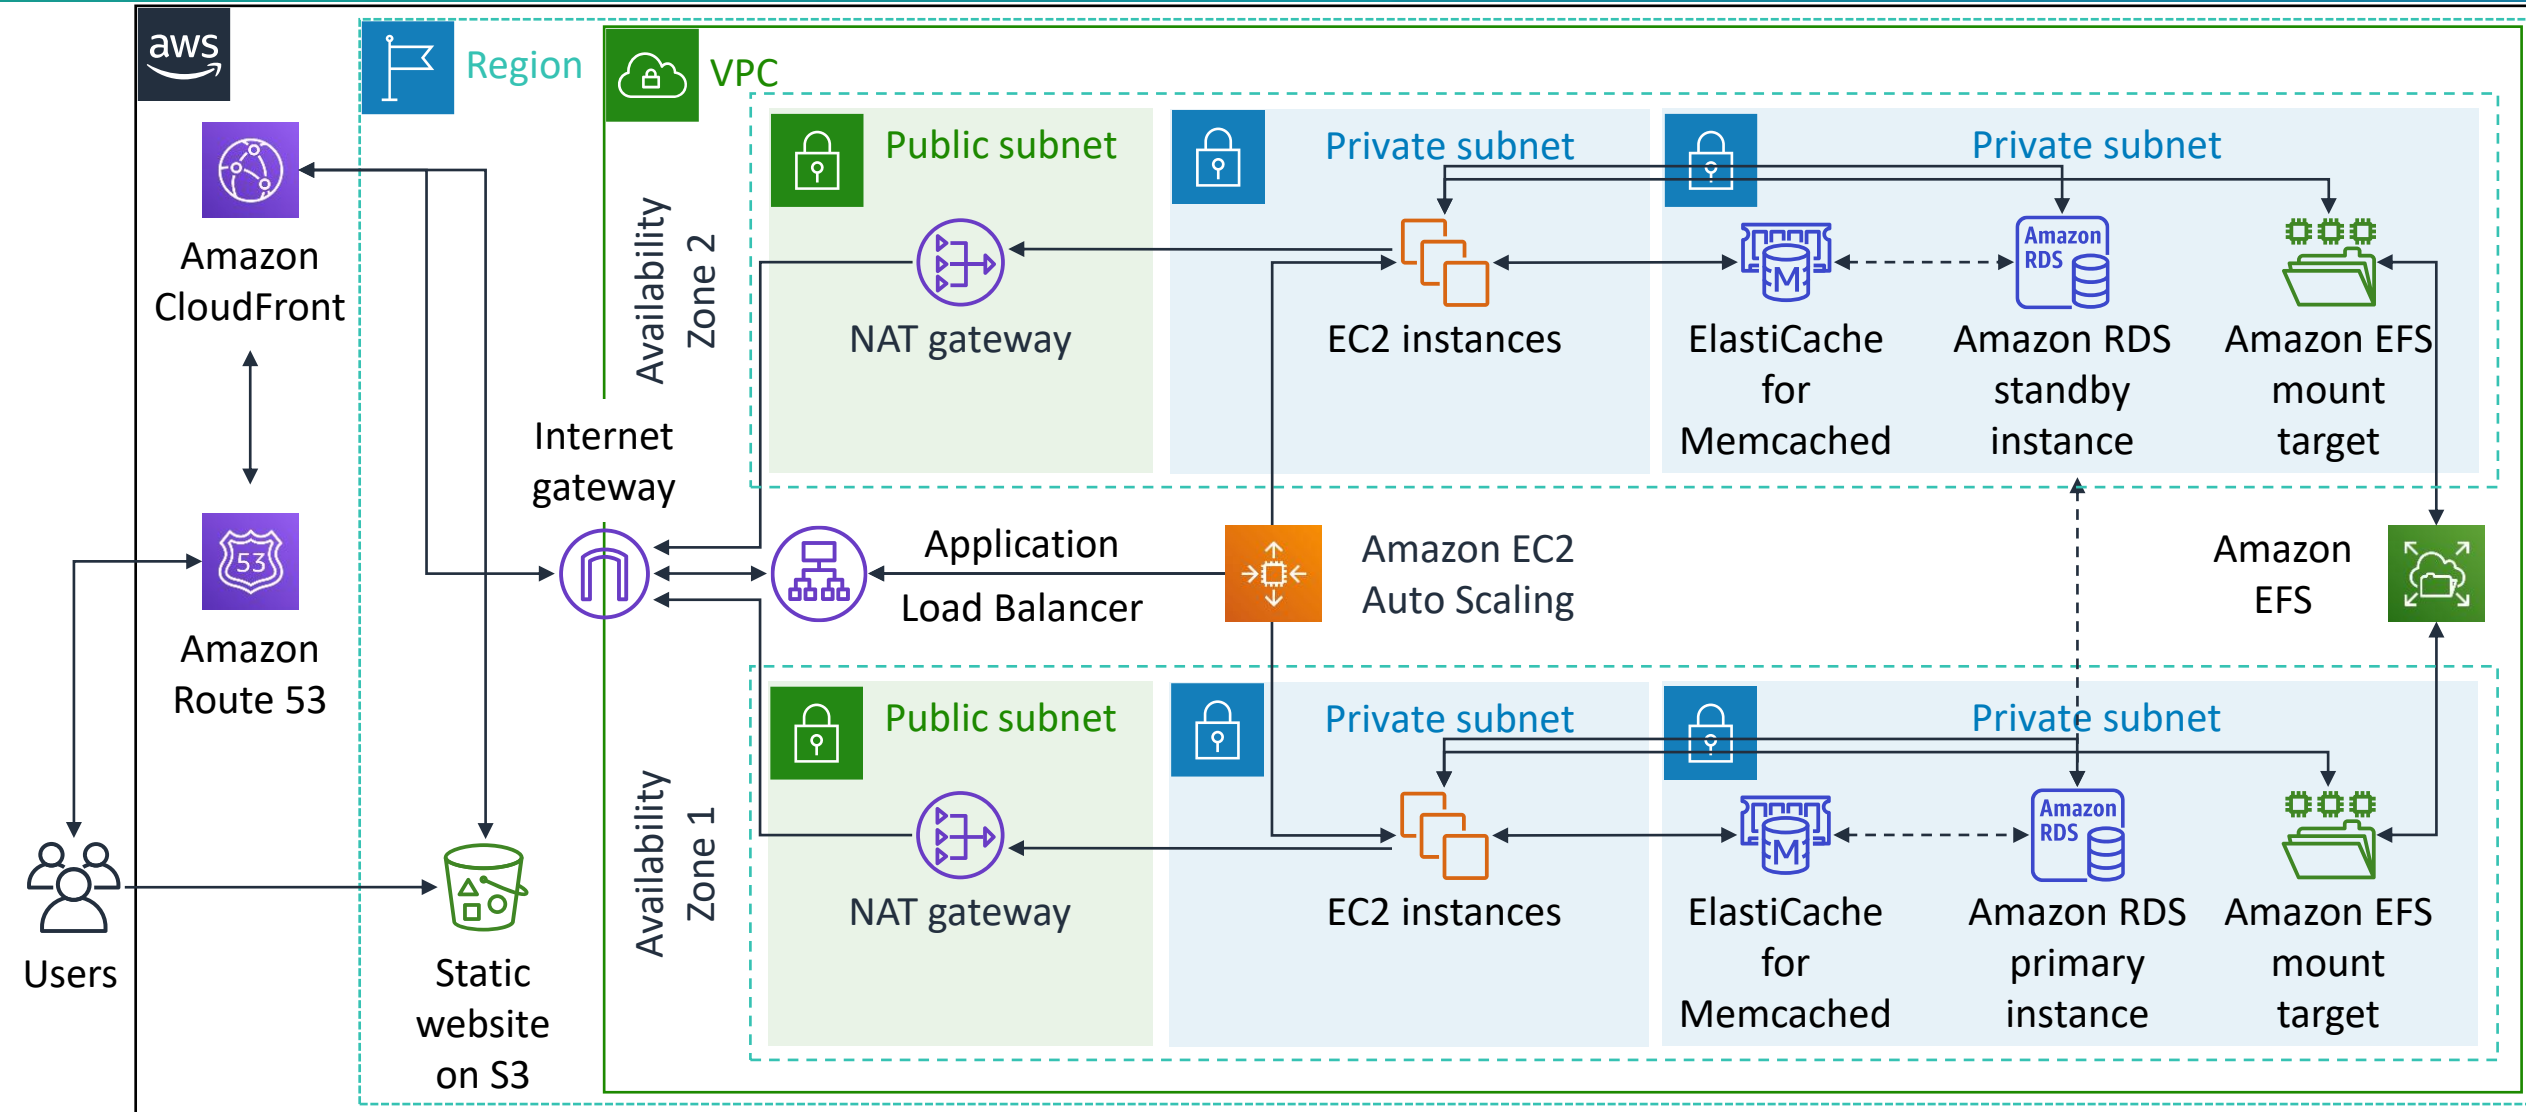 aws
Region
VPC
Amazon
CloudFront
Amazon
Route 53
Users
Static
website
on S3
Internet
gateway
Availability
Zone 2
Public subnet
NAT gateway
Private subnet
EC2 instances
Private subnet
ElastiCache
for
Memcached
M
Amazon
RDS
Amazon RDS
standby
instance
Amazon EFS
mount
target
53
Application
Load Balancer
Amazon EC2
Auto Scaling
Amazon
EFS
Availability
Zone 1
Public subnet
NAT gateway
Private subnet
EC2 instances
Private subnet
ElastiCache
for
Memcached
M
Amazon
RDS
Amazon RDS
primary
instance
Amazon EFS
mount
target